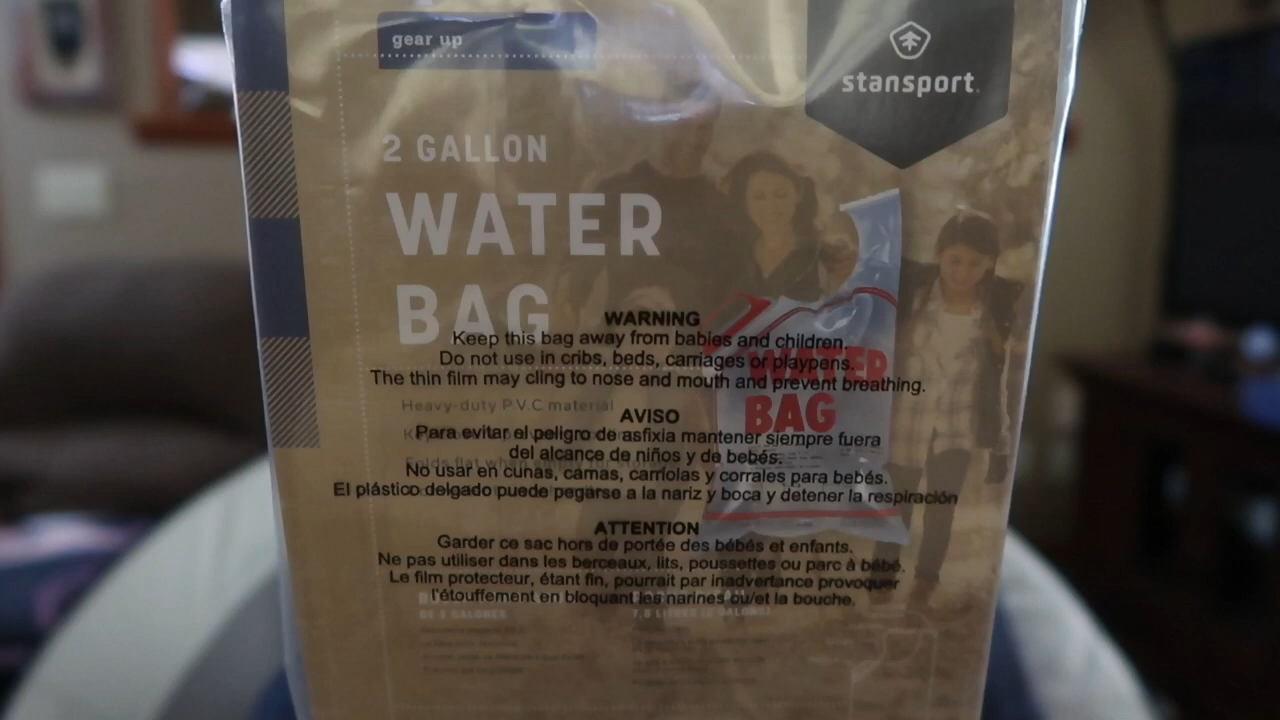 gear up
stansport
2 GALLON
WATER
BAG
WARNING
Keep this bag away from babies and children.
Do not use in cribs, beds, carriages or playpens.
The thin film may cling to nose and mouth and prevent breathing.
WATER
BAG
Heavy-duty P.V.C material
AVISO
Para evitar el peligro de asfixia mantener siempre fuera
del alcance de niños y de bebés.
No usar en cunas, camas, carriolas y corrales para bebés.
El plástico delgado puede pegarse a la nariz y boca y detener la respiración
Folds flat
ATTENTION
Garder ce sac hors de portée des bébés et enfants.
Ne pas utiliser dans les berceaux, lits, poussettes ou parc à bébé.
Le film protecteur, étant fin, pourrait par inadvertance provoquer
l'étouffement en bloquant les narines ou/et la bouche.